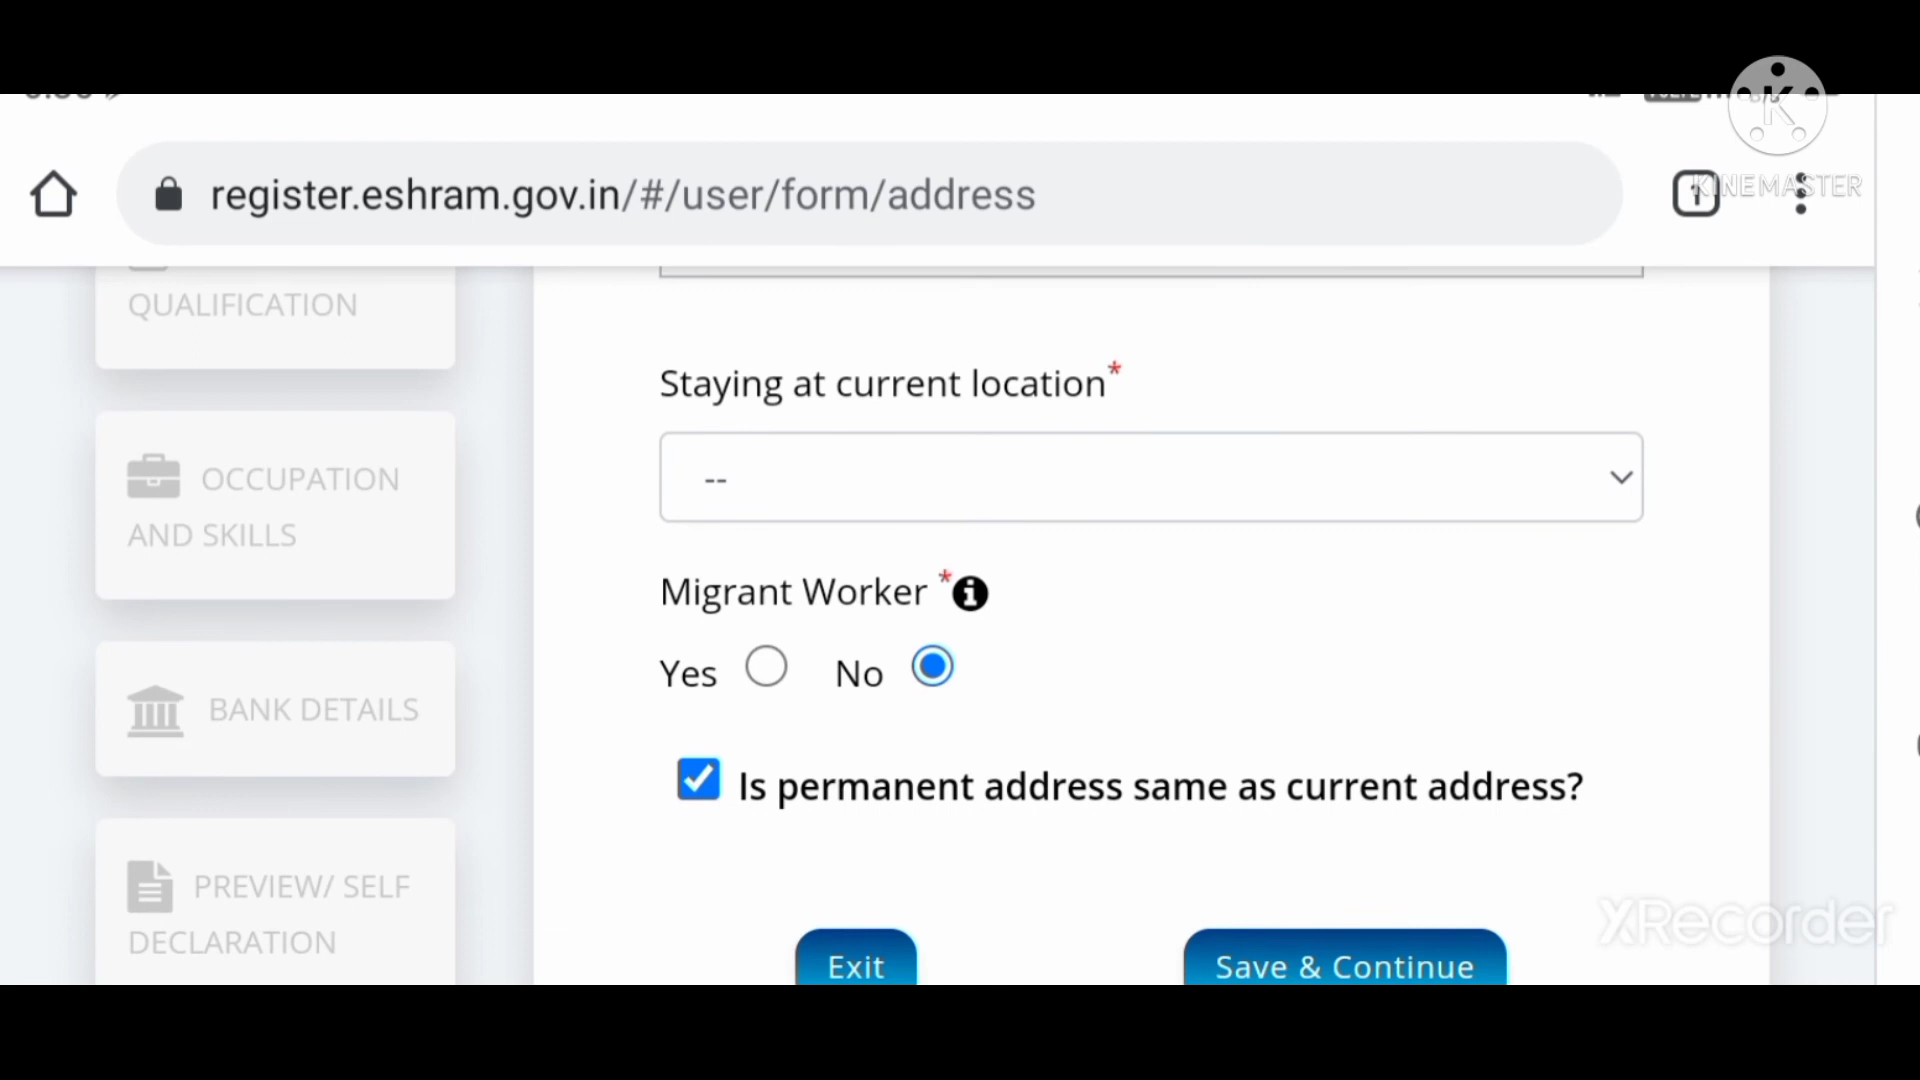 register.eshram.gov.in/#/user/form/address
1
KINEMASTER
QUALIFICATION
Staying at current location*
--
OCCUPATION
AND SKILLS
Migrant Worker *
Yes No
BANK DETAILS
Is permanent address same as current address?
PREVIEW/ SELF
DECLARATION
XRecorder
Exit Save & Continue